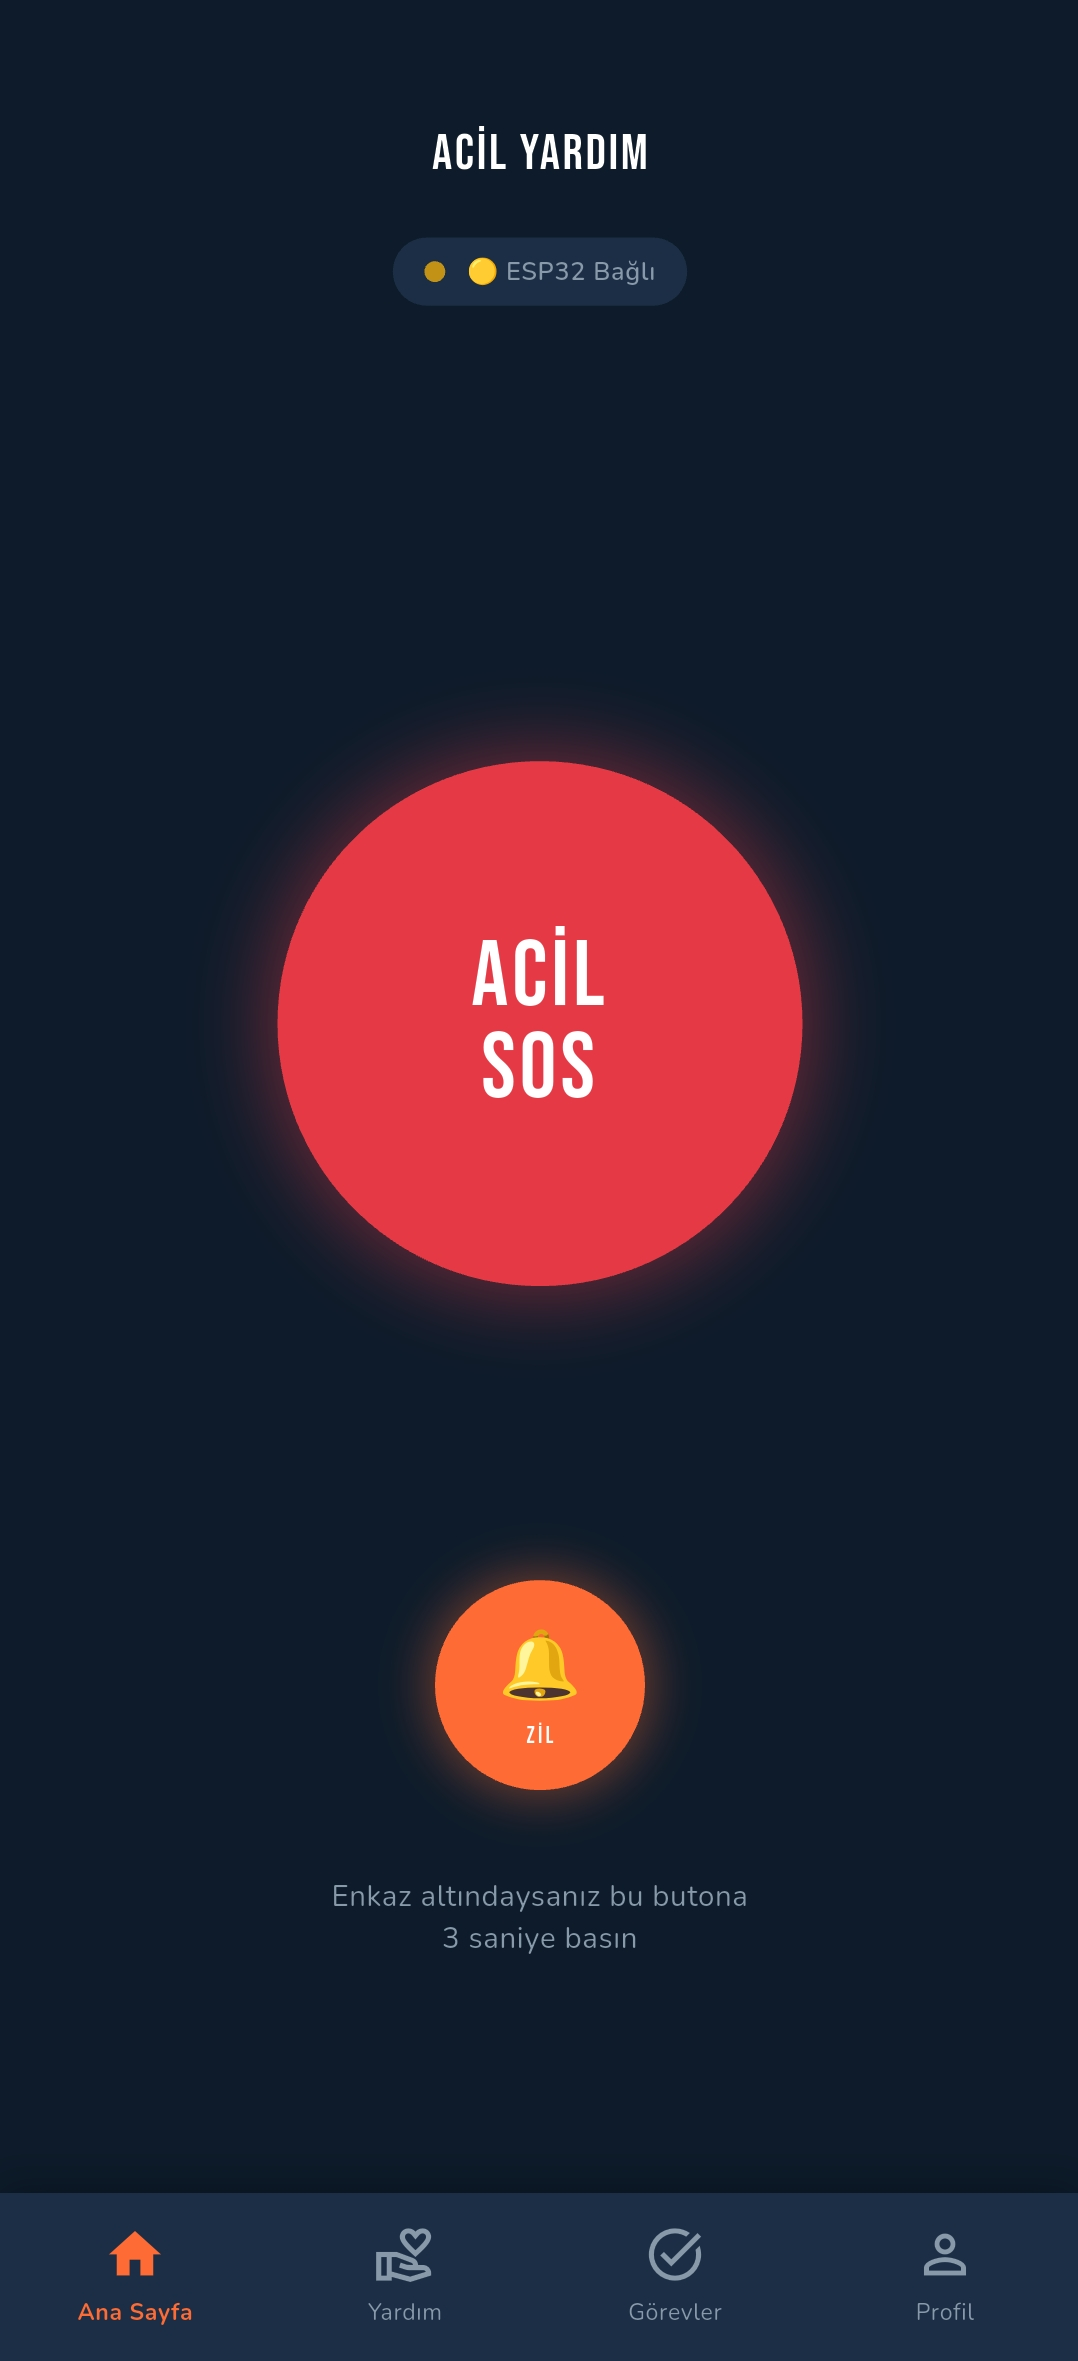 ACİL YARDIM
🟡 ESP32 Bağlı
ACİL
SOS
ZİL
Enkaz altındaysanız bu butona
3 saniye basın
Ana Sayfa
Yardım
Görevler
Profil